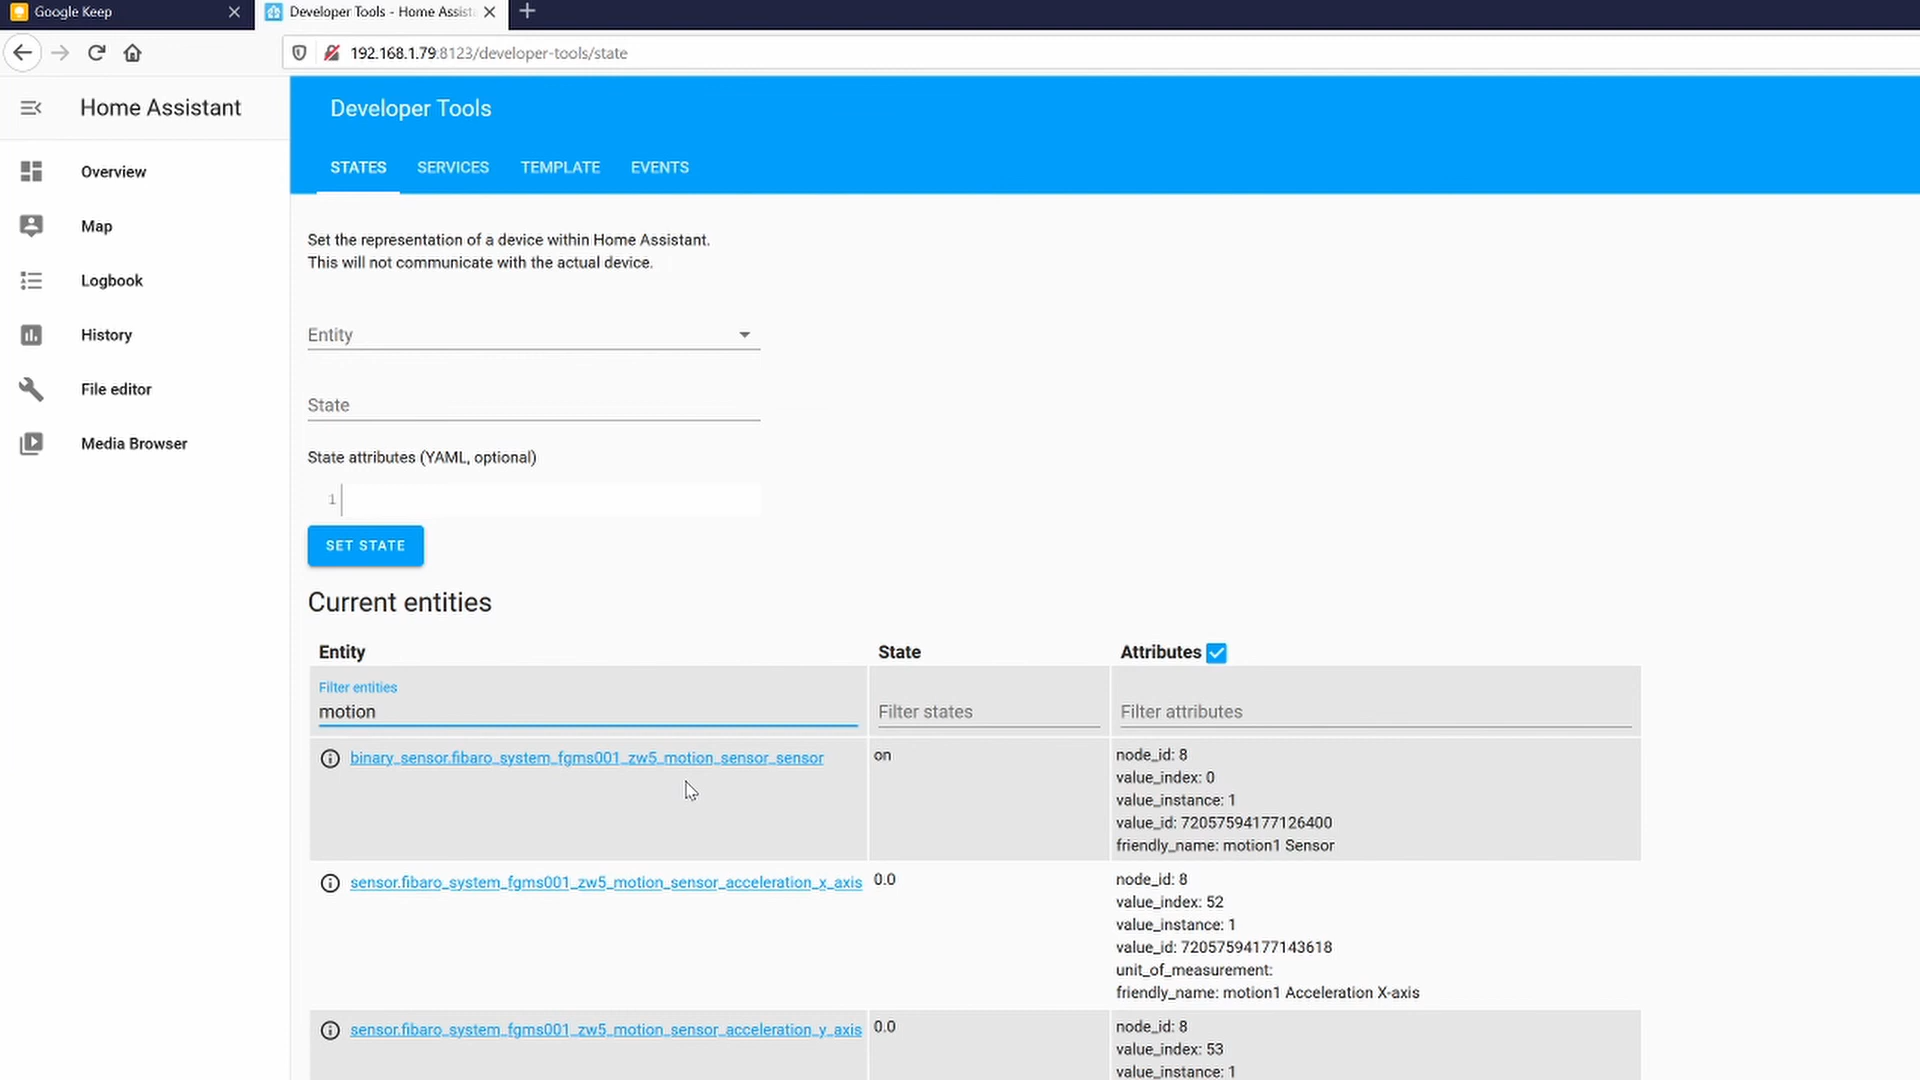 Google Keep
Developer Tools - Home Assist
192.168.1.79:8123/developer-tools/state
Home Assistant
Developer Tools
STATES SERVICES TEMPLATE EVENTS
Overview
Map
Logbook
History
File editor
Media Browser
Set the representation of a device within Home Assistant.
This will not communicate with the actual device.
Entity
State
State attributes (YAML, optional)
1
SET STATE
Current entities
Entity State Attributes
Filter entities
motion Filter states Filter attributes
binary_sensor.fibaro_system_fgms001_zw5_motion_sensor_sensor on node_id: 8
value_index: 0
value_instance: 1
value_id: 72057594177126400
friendly_name: motion1 Sensor
sensor.fibaro_system_fgms001_zw5_motion_sensor_acceleration_x_axis 0.0 node_id: 8
value_index: 52
value_instance: 1
value_id: 72057594177143618
unit_of_measurement:
friendly_name: motion1 Acceleration X-axis
sensor.fibaro_system_fgms001_zw5_motion_sensor_acceleration_y_axis 0.0 node_id: 8
value_index: 53
value_instance: 1